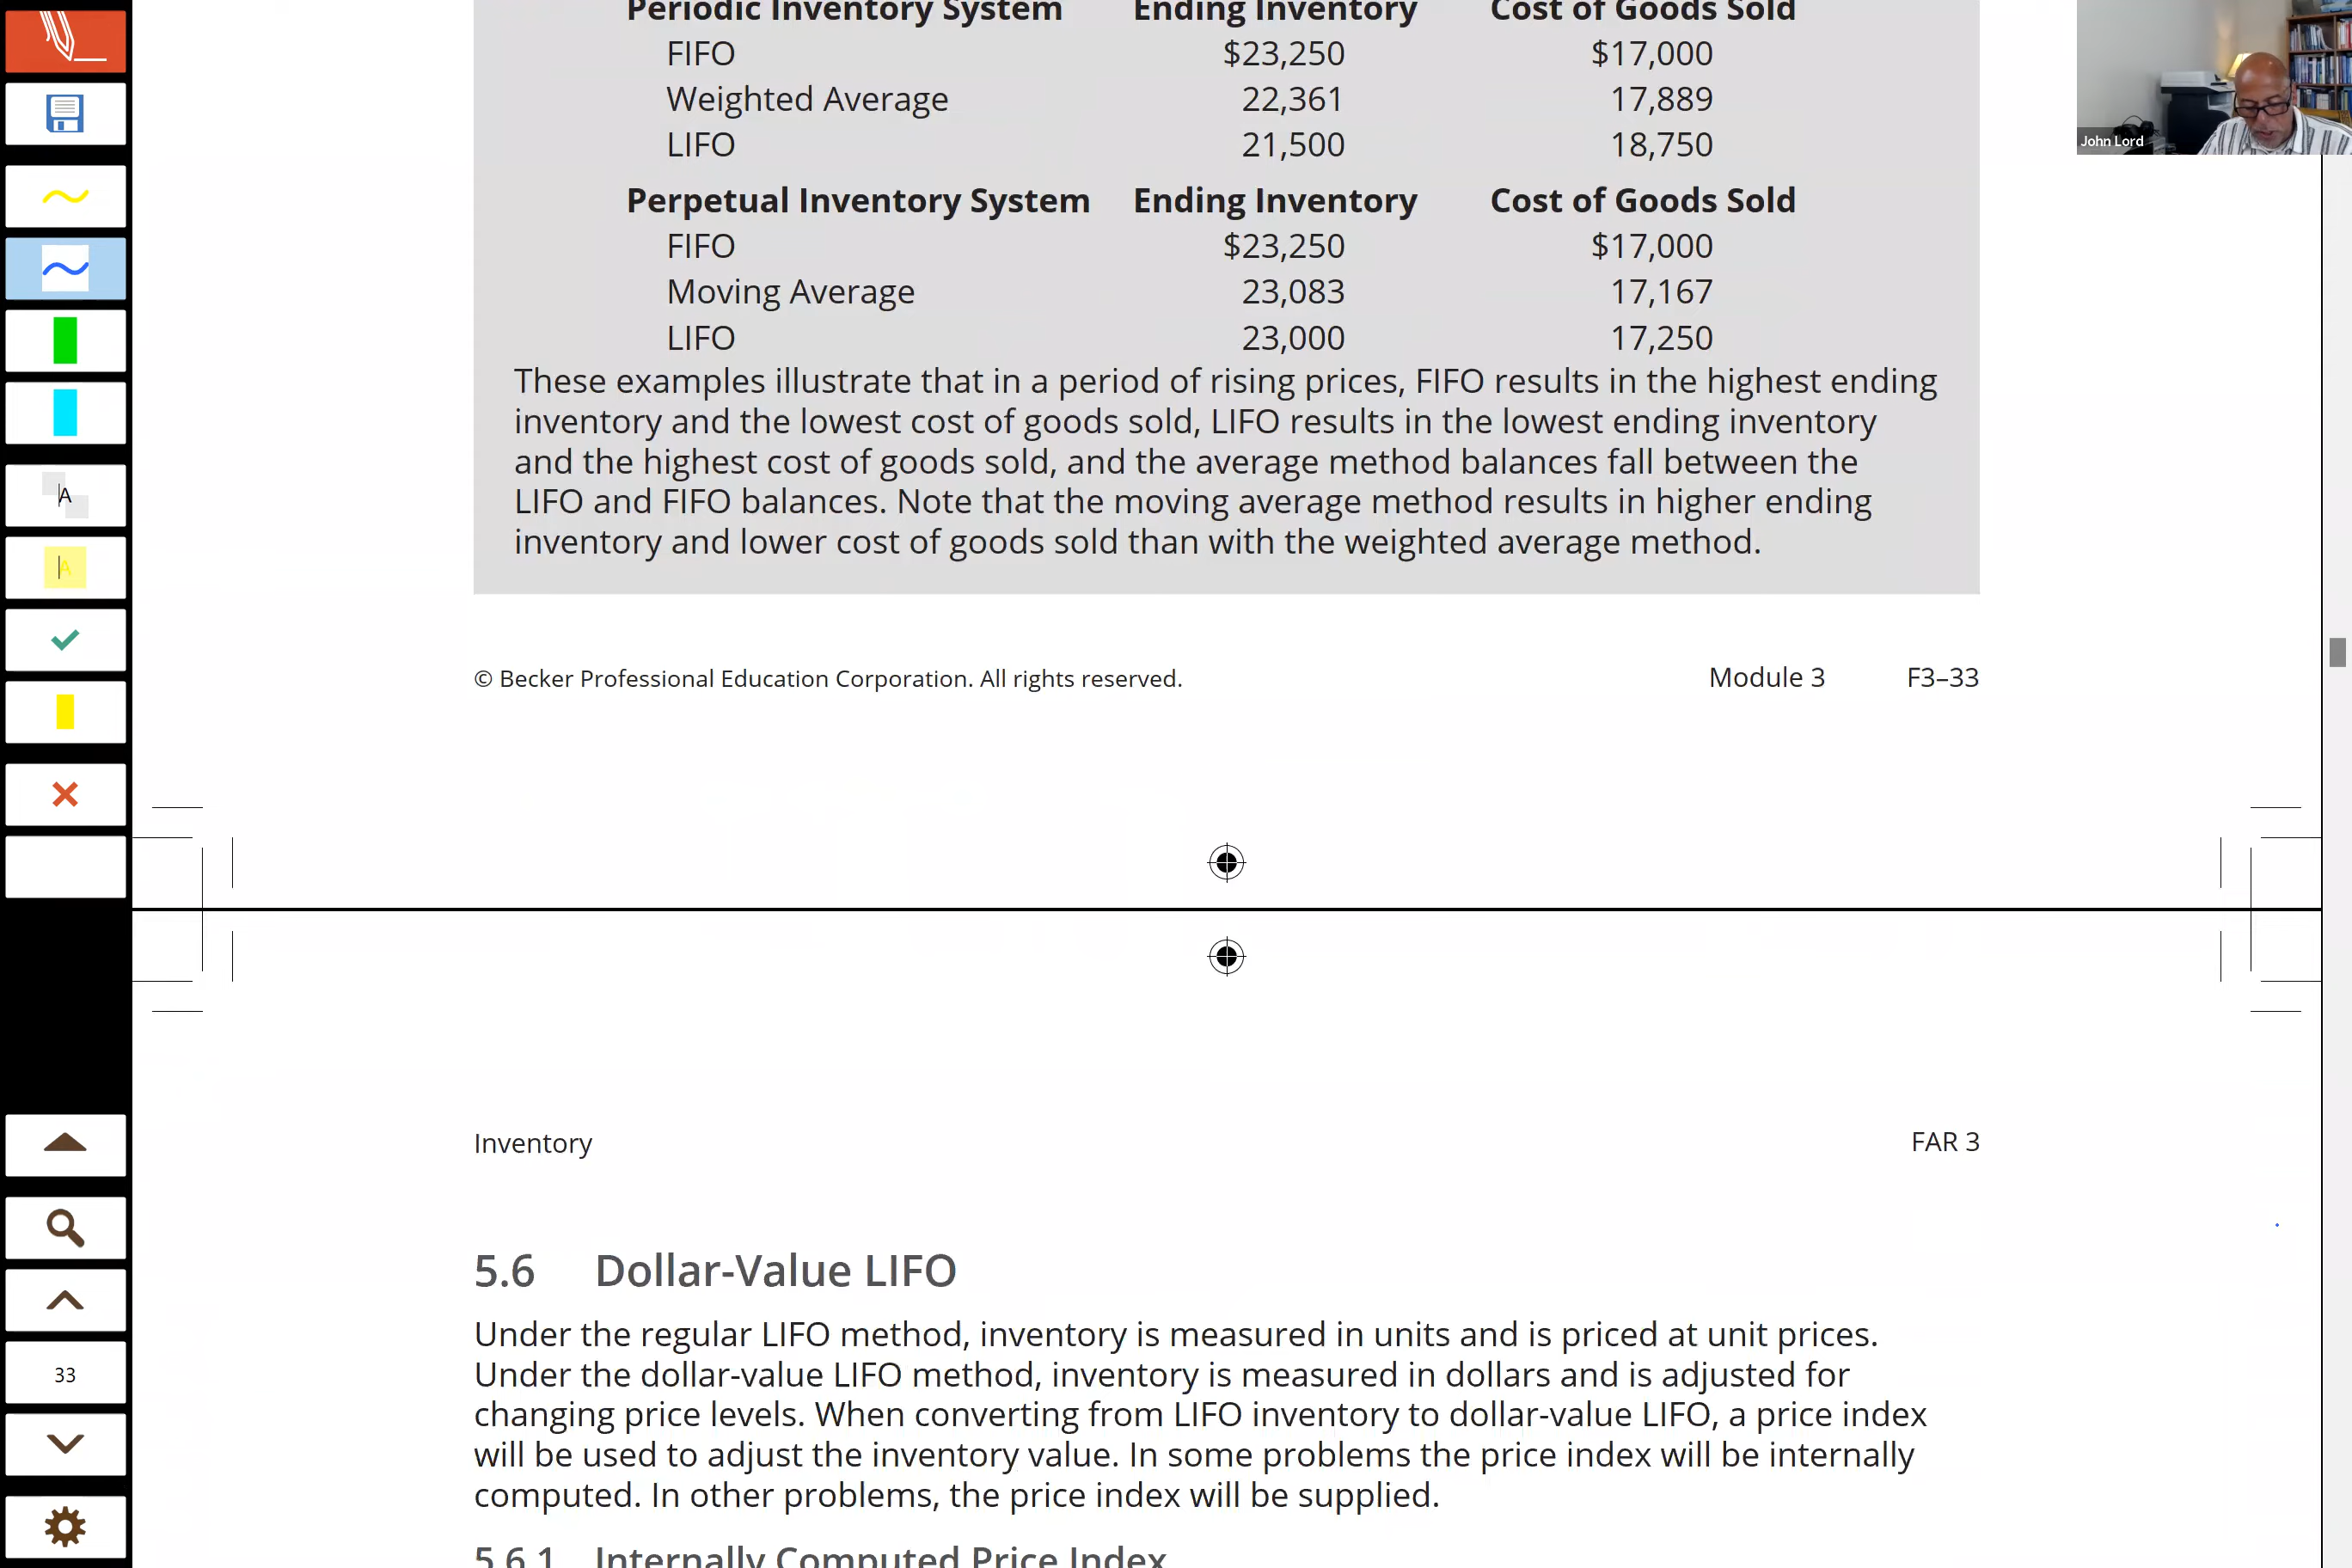 Periodic Inventory System Ending Inventory Cost of Goods Sold
FIFO $23,250 $17,000
Weighted Average 22,361 17,889
LIFO 21,500 18,750
Perpetual Inventory System Ending Inventory Cost of Goods Sold
FIFO $23,250 $17,000
Moving Average 23,083 17,167
LIFO 23,000 17,250
These examples illustrate that in a period of rising prices, FIFO results in the highest ending
inventory and the lowest cost of goods sold, LIFO results in the lowest ending inventory
and the highest cost of goods sold, and the average method balances fall between the
LIFO and FIFO balances. Note that the moving average method results in higher ending
inventory and lower cost of goods sold than with the weighted average method.
© Becker Professional Education Corporation. All rights reserved. Module 3 F3–33
Inventory FAR 3
5.6 Dollar-Value LIFO
Under the regular LIFO method, inventory is measured in units and is priced at unit prices.
Under the dollar-value LIFO method, inventory is measured in dollars and is adjusted for
changing price levels. When converting from LIFO inventory to dollar-value LIFO, a price index
will be used to adjust the inventory value. In some problems the price index will be internally
computed. In other problems, the price index will be supplied.
5.6.1 Internally Computed Price Index
John Lord
A
A
33